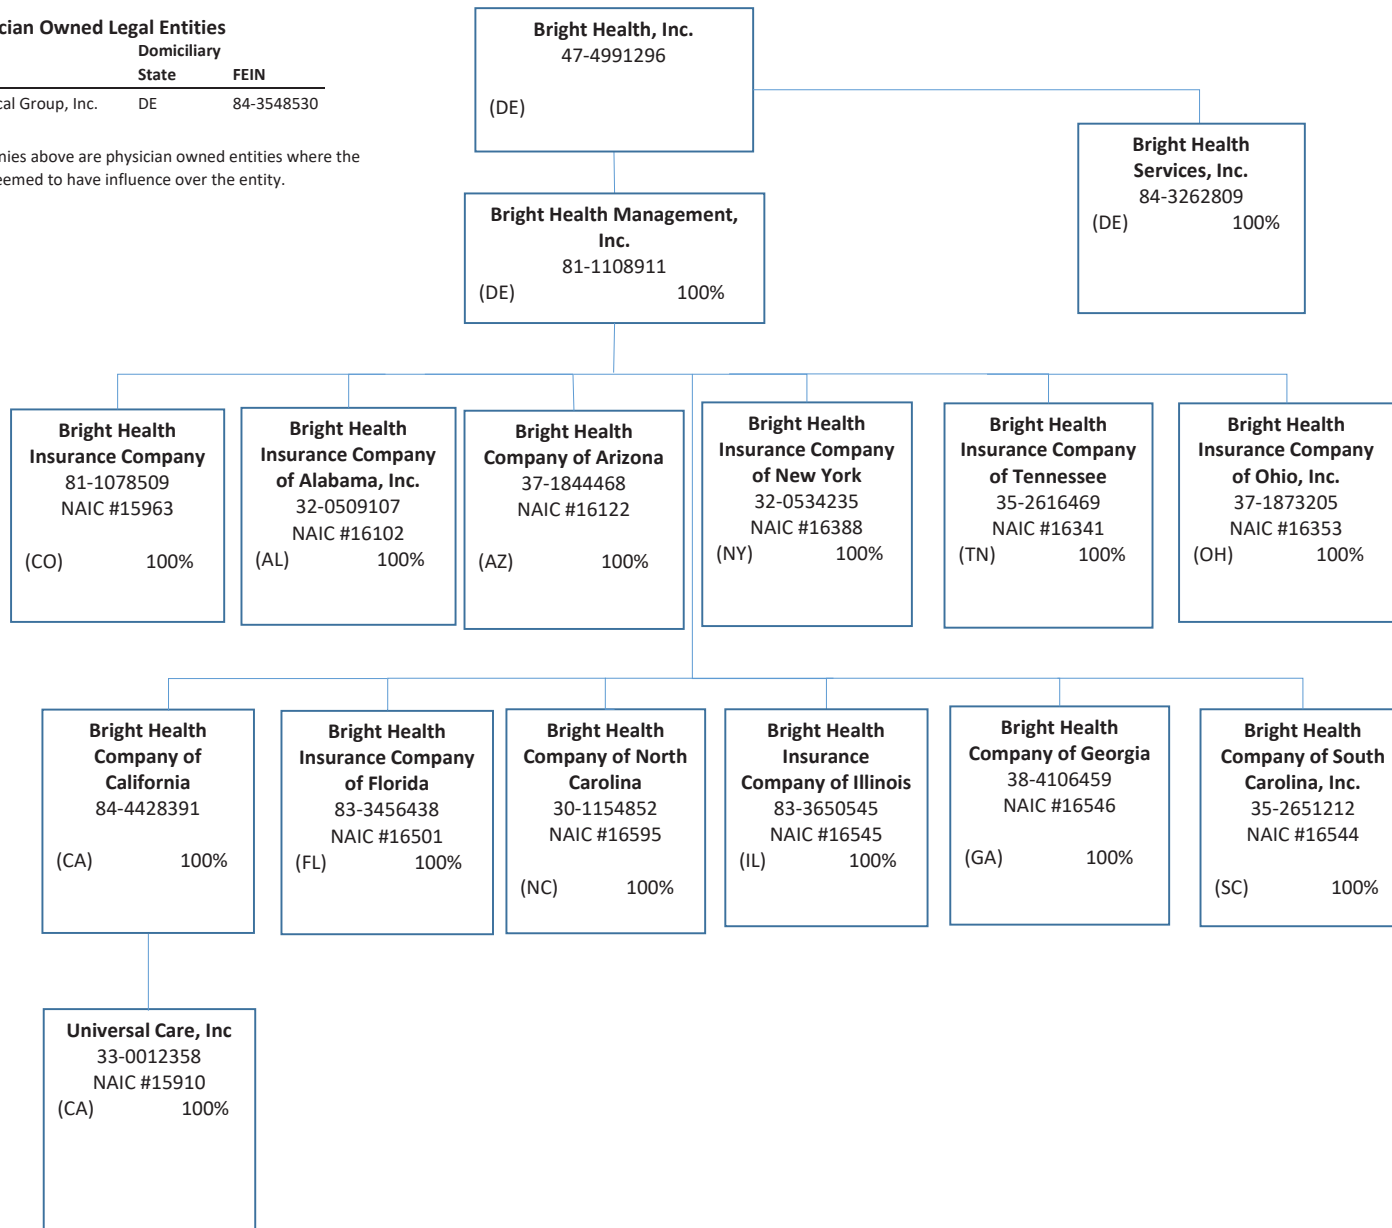 cian Owned Legal Entities
Domiciliary
State FEIN
cal Group, Inc. DE 84-3548530
nies above are physician owned entities where the
eemed to have influence over the entity.
Bright Health, Inc.
47-4991296
(DE)
Bright Health
Services, Inc.
84-3262809
(DE) 100%
Bright Health Management,
Inc.
81-1108911
(DE) 100%
Bright Health
Insurance Company
81-1078509
NAIC #15963
(CO) 100%
Bright Health
Insurance Company
of Alabama, Inc.
32-0509107
NAIC #16102
(AL) 100%
Bright Health
Company of Arizona
37-1844468
NAIC #16122
(AZ) 100%
Bright Health
Insurance Company
of New York
32-0534235
NAIC #16388
(NY) 100%
Bright Health
Insurance Company
of Tennessee
35-2616469
NAIC #16341
(TN) 100%
Bright Health
Insurance Company
of Ohio, Inc.
37-1873205
NAIC #16353
(OH) 100%
Bright Health
Company of
California
84-4428391
(CA) 100%
Bright Health
Insurance Company
of Florida
83-3456438
NAIC #16501
(FL) 100%
Bright Health
Company of North
Carolina
30-1154852
NAIC #16595
(NC) 100%
Bright Health
Insurance
Company of Illinois
83-3650545
NAIC #16545
(IL) 100%
Bright Health
Company of Georgia
38-4106459
NAIC #16546
(GA) 100%
Bright Health
Company of South
Carolina, Inc.
35-2651212
NAIC #16544
(SC) 100%
Universal Care, Inc
33-0012358
NAIC #15910
(CA) 100%